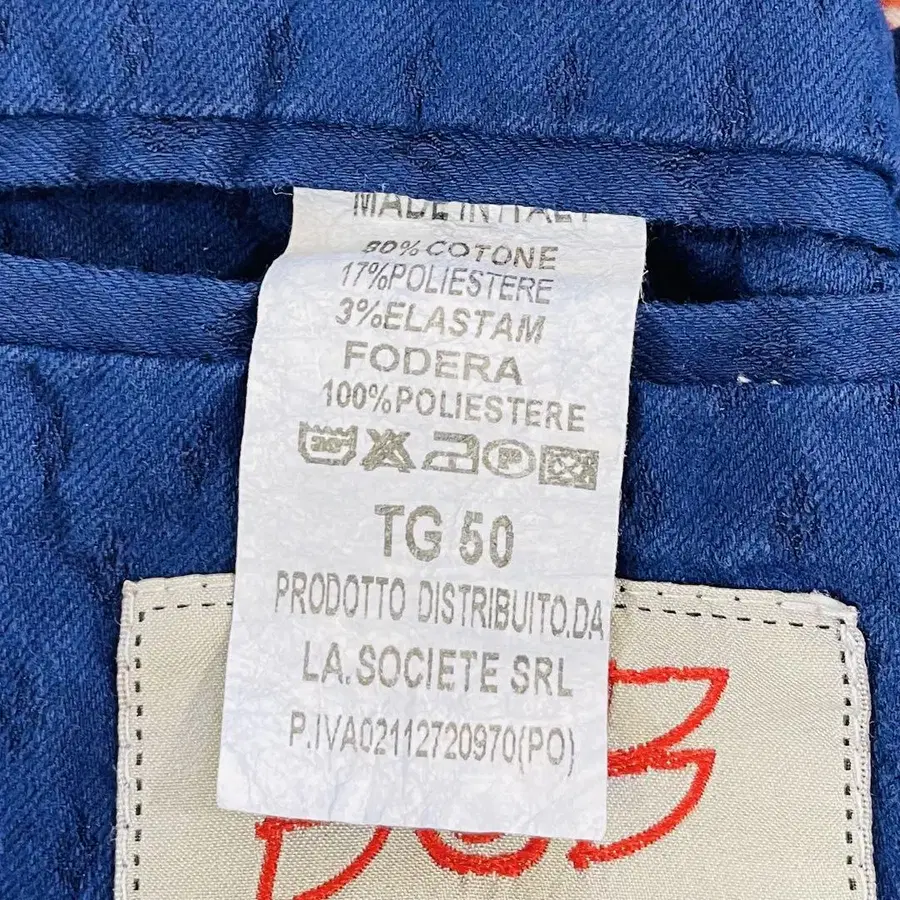 MADE IN ITALY
80%COTONE
17%POLIESTERE
3%ELASTAM
FODERA
100%POLIESTERE
P
TG 50
PRODOTTO DISTRIBUITO.DA
LA.SOCIETE SRL
P.IVA02112720970(PO)